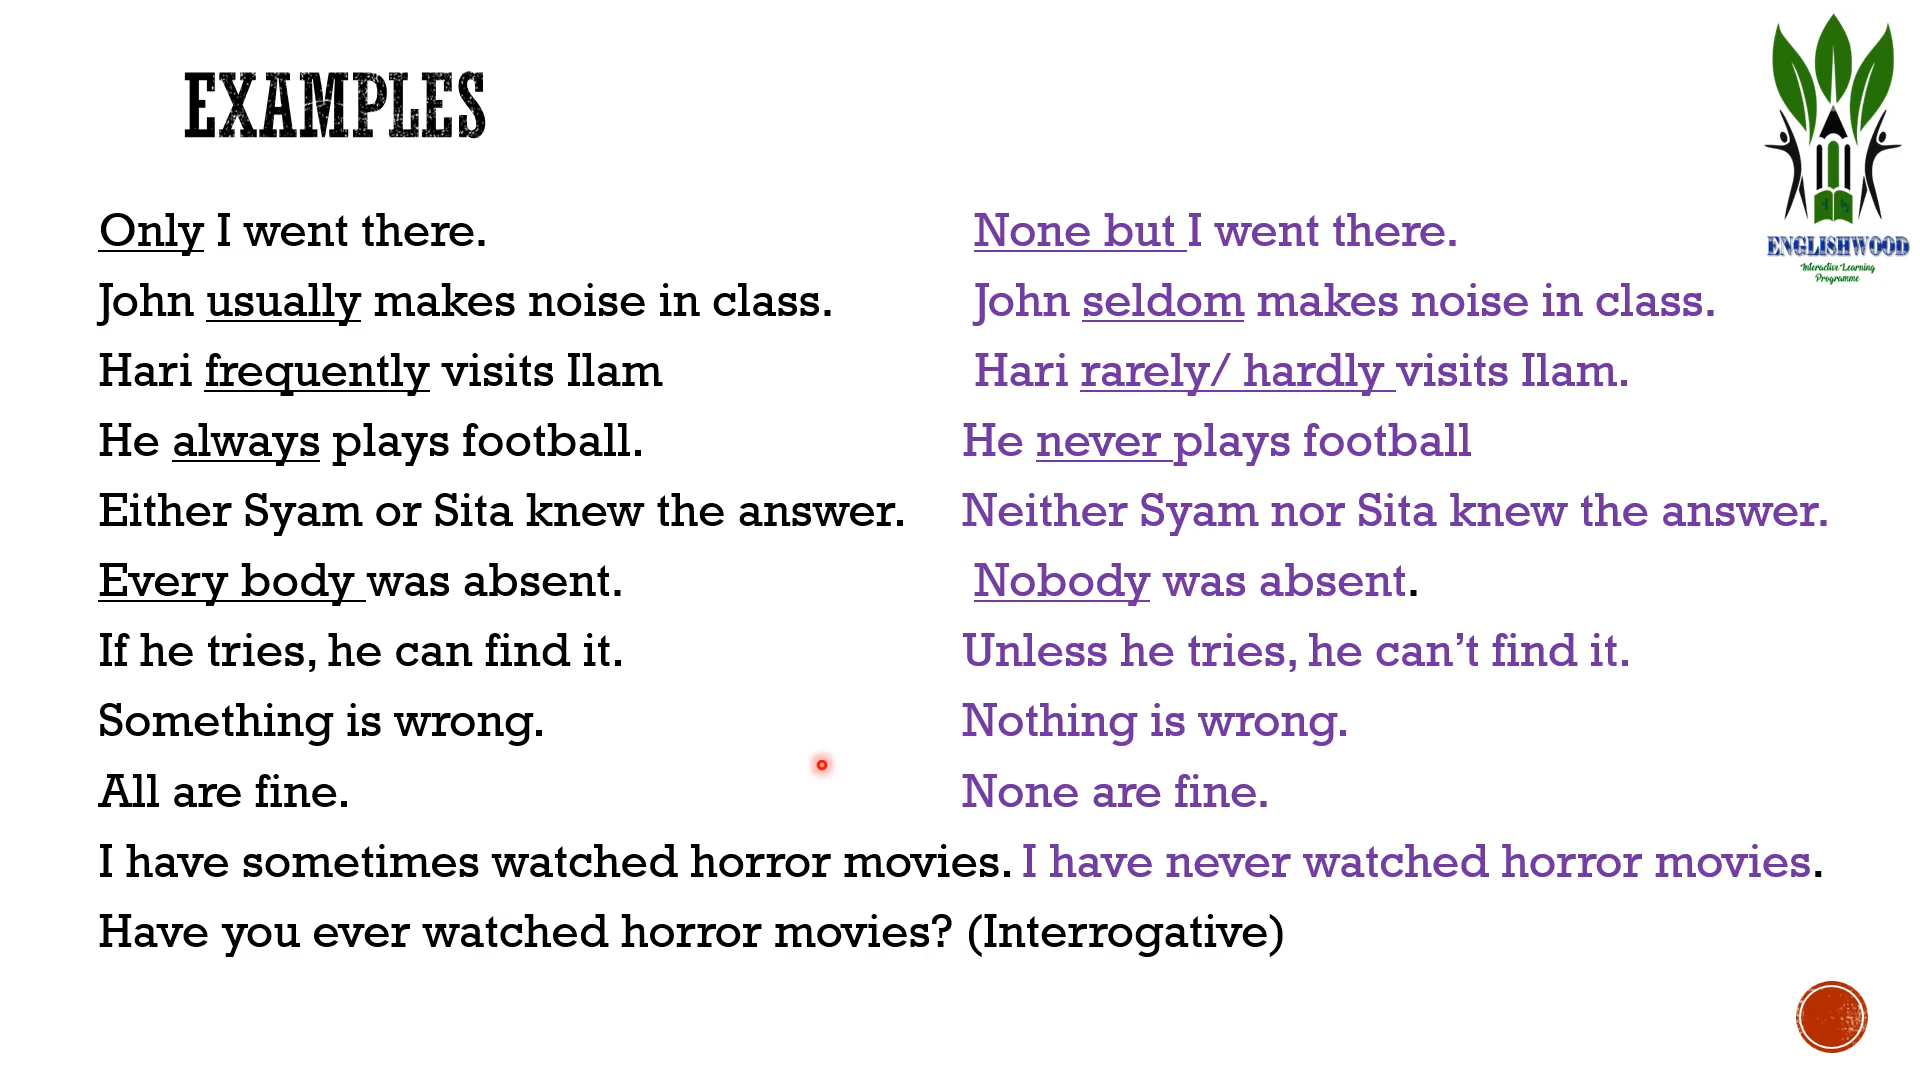 EXAMPLES
Only I went there. None but I went there.
John usually makes noise in class. John seldom makes noise in class.
Hari frequently visits Ilam Hari rarely/ hardly visits Ilam.
He always plays football. He never plays football
Either Syam or Sita knew the answer. Neither Syam nor Sita knew the answer.
Every body was absent. Nobody was absent.
If he tries, he can find it. Unless he tries, he can’t find it.
Something is wrong. Nothing is wrong.
All are fine. None are fine.
I have sometimes watched horror movies. I have never watched horror movies.
Have you ever watched horror movies? (Interrogative)
ENGLISHWOOD
Interactive Learning
Programme